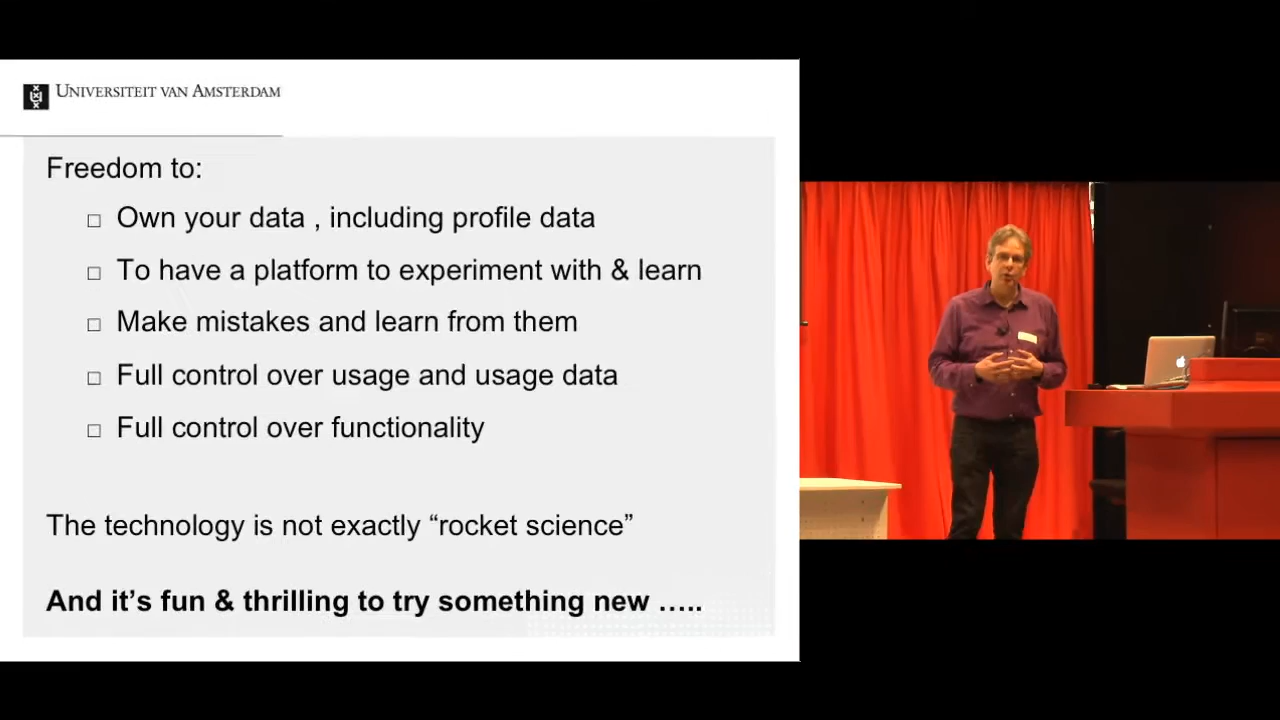 UNIVERSITEIT VAN AMSTERDAM
Freedom to:
Own your data , including profile data
To have a platform to experiment with & learn
Make mistakes and learn from them
Full control over usage and usage data
Full control over functionality
The technology is not exactly “rocket science”
And it’s fun & thrilling to try something new …..